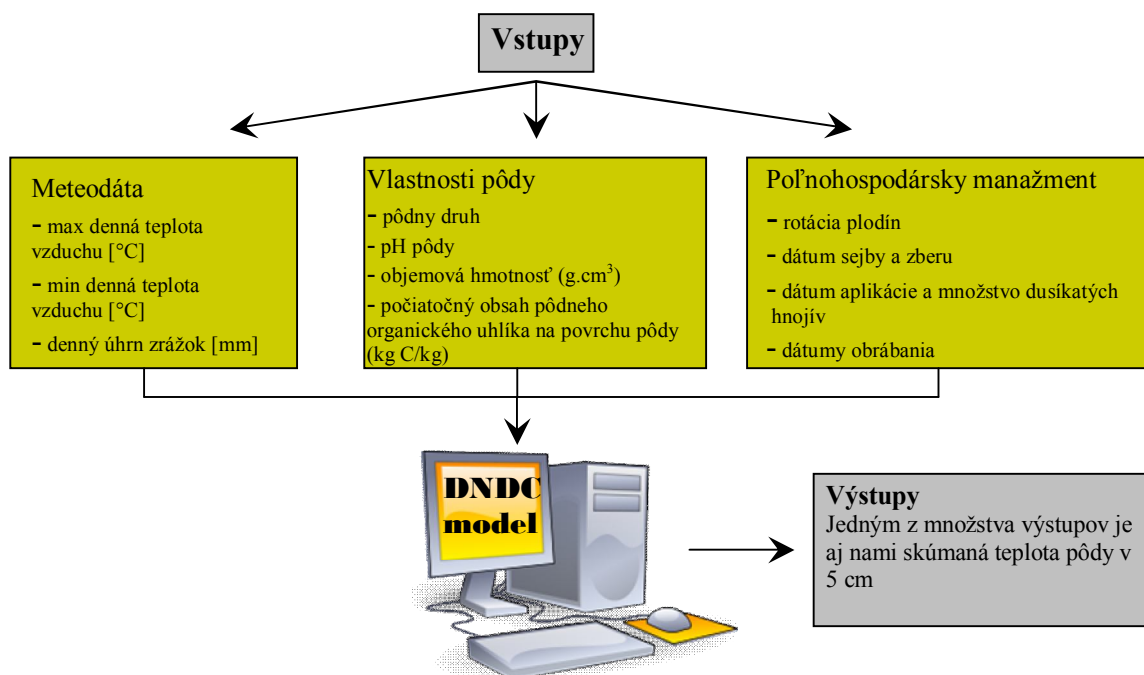 Vstupy
Meteodáta
- max denná teplota
vzduchu [°C]
- min denná teplota
vzduchu [°C]
- denný úhrn zrážok [mm]
Vlastnosti pôdy
- pôdny druh
- pH pôdy
- objemová hmotnosť (g.cm³)
- počiatočný obsah pôdneho
organického uhlíka na povrchu pôdy
(kg C/kg)
Poľnohospodársky manažment
- rotácia plodín
- dátum sejby a zberu
- dátum aplikácie a množstvo dusíkatých
hnojív
- dátumy obrábania
DNDC
model
Výstupy
Jedným z množstva výstupov je
aj nami skúmaná teplota pôdy v
5 cm